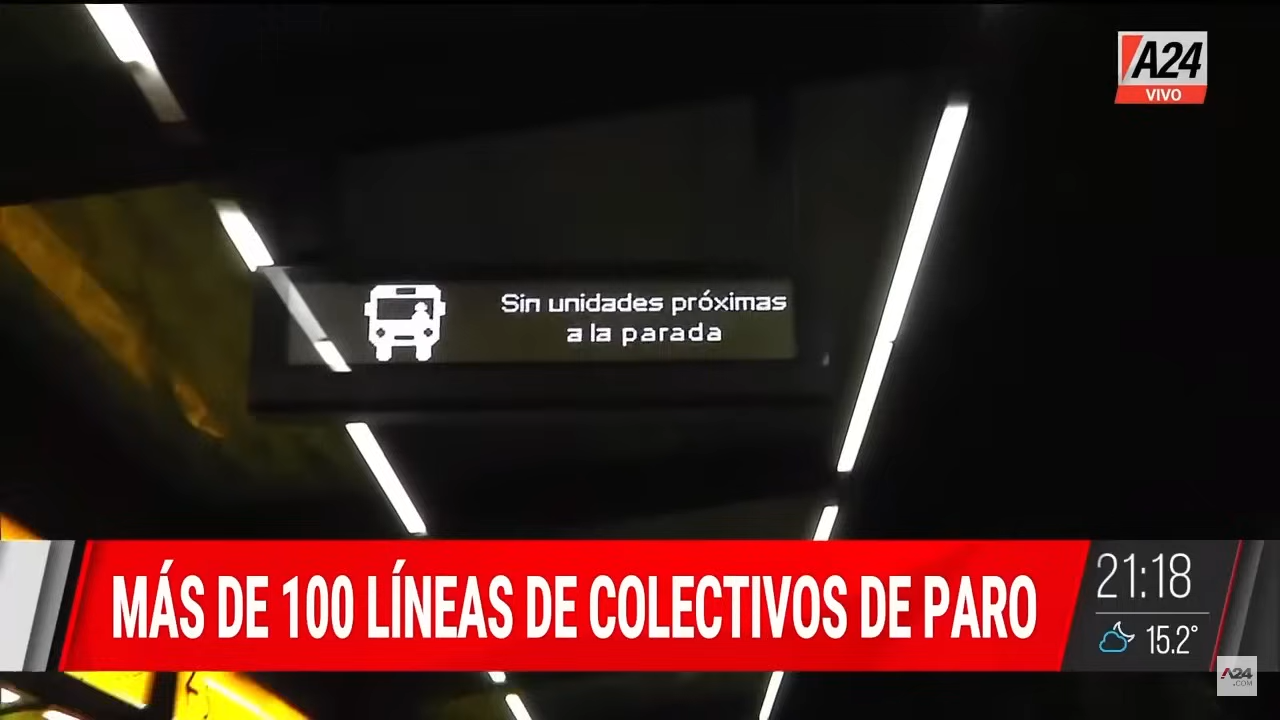 A24
VIVO
Sin unidades próximas
a la parada
MÁS DE 100 LÍNEAS DE COLECTIVOS DE PARO
21:18
15.2°
A24
.COM